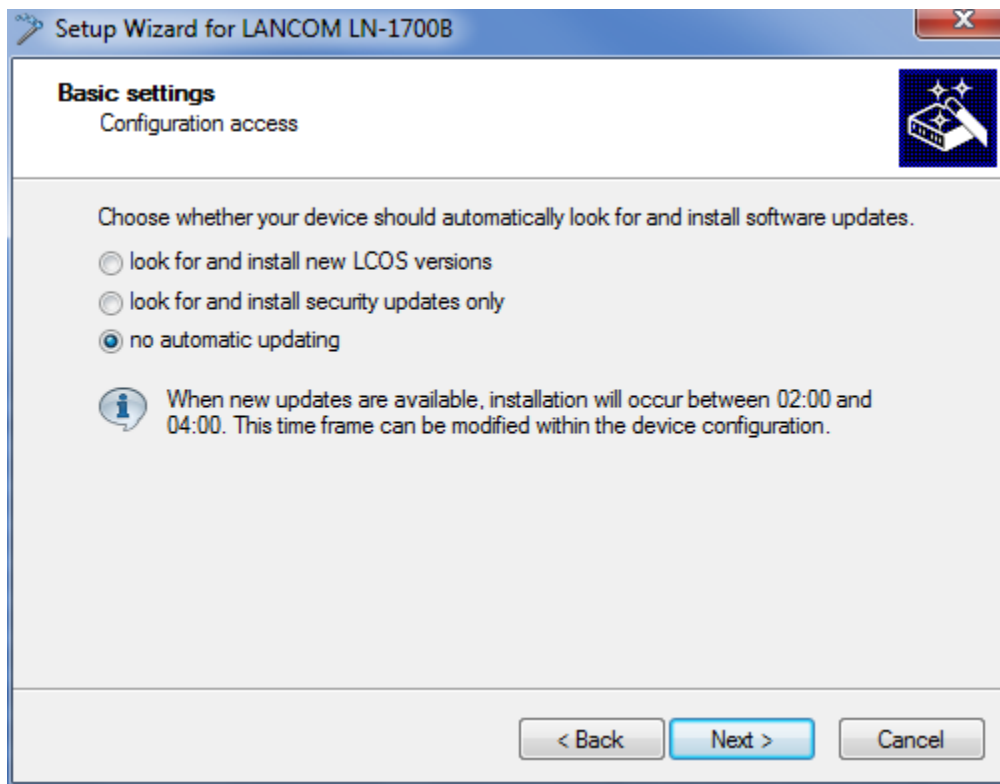 Setup Wizard for LANCOM LN-1700B
Basic settings
Configuration access
Choose whether your device should automatically look for and install software updates.
look for and install new LCOS versions
look for and install security updates only
no automatic updating
When new updates are available, installation will occur between 02:00 and
04:00. This time frame can be modified within the device configuration.
< Back Next > Cancel